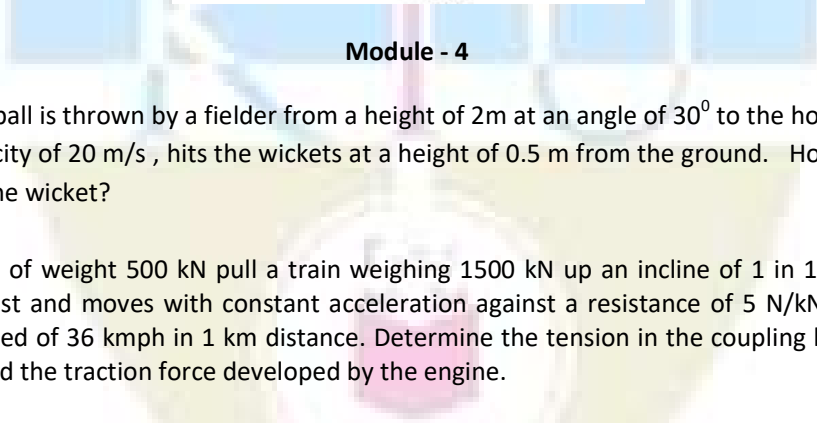 Module - 4
ball is thrown by a fielder from a height of 2m at an angle of 30⁰ to the ho
city of 20 m/s , hits the wickets at a height of 0.5 m from the ground. Ho
he wicket?
of weight 500 kN pull a train weighing 1500 kN up an incline of 1 in 1
st and moves with constant acceleration against a resistance of 5 N/kN
ed of 36 kmph in 1 km distance. Determine the tension in the coupling
d the traction force developed by the engine.